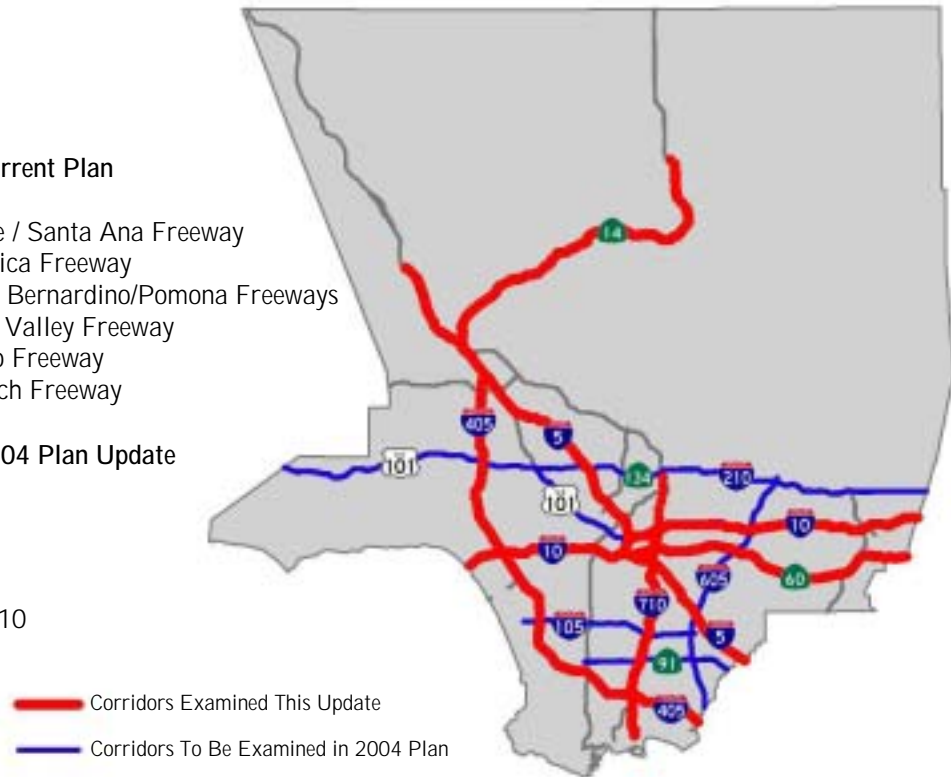 rrent Plan
e / Santa Ana Freeway
ica Freeway
Bernardino/Pomona Freeways
Valley Freeway
o Freeway
ch Freeway
04 Plan Update
10
14
405
5
101
134
210
101
10
10
605
60
710
105
5
91
405
Corridors Examined This Update
Corridors To Be Examined in 2004 Plan